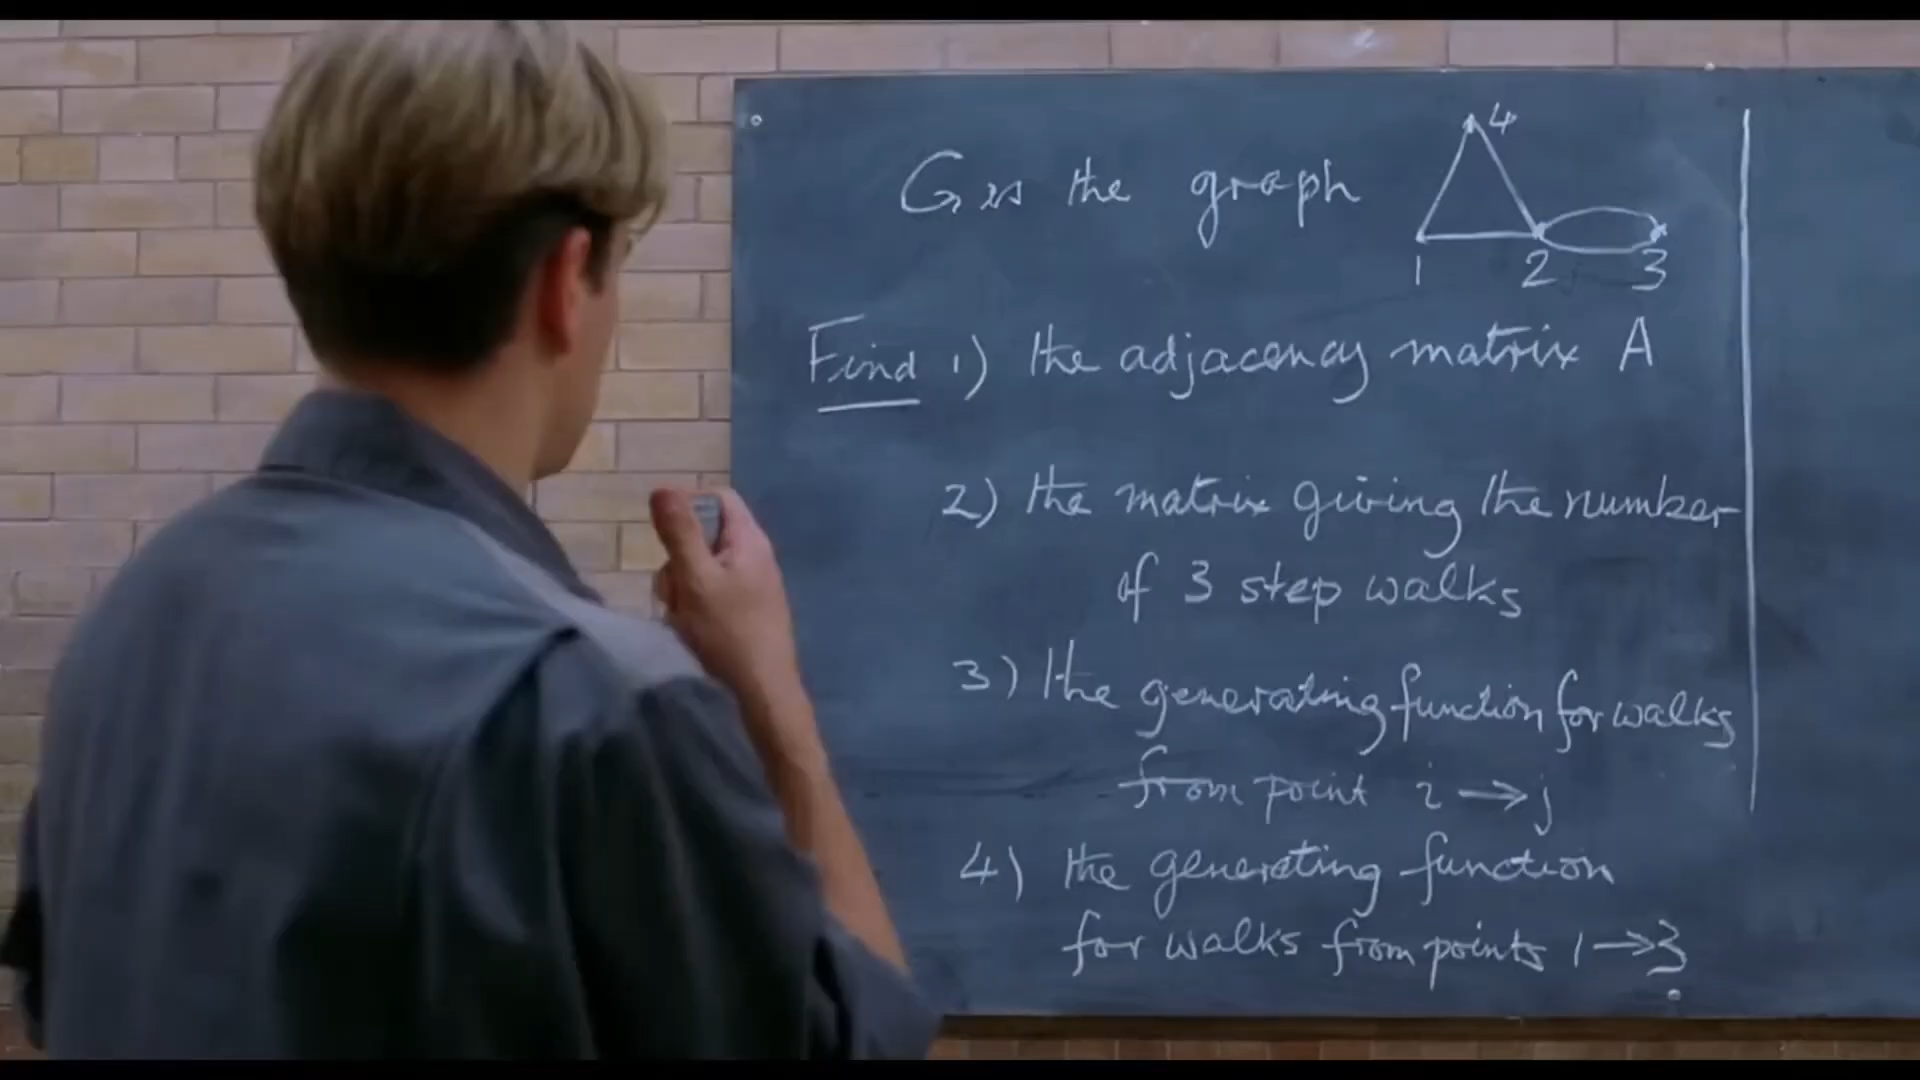 G is the graph
4
1 2 3
Find 1) the adjacency matrix A
2) the matrix giving the number
of 3 step walks
3) the generating function for walks
from point i → j
4) the generating function
for walks from points 1 → 3